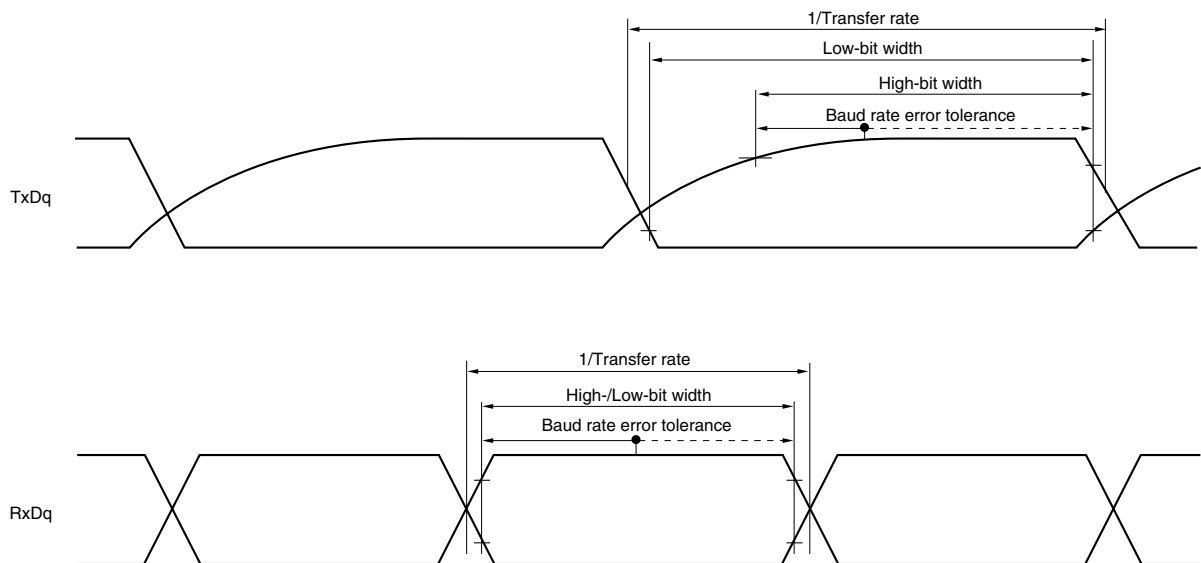 1/Transfer rate
Low-bit width
High-bit width
Baud rate error tolerance
TxDq
1/Transfer rate
High-/Low-bit width
Baud rate error tolerance
RxDq